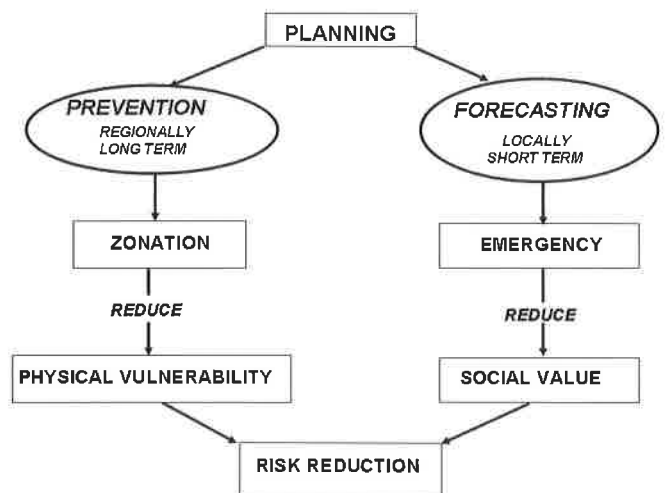 PLANNING
PREVENTION
REGIONALLY
LONG TERM
FORECASTING
LOCALLY
SHORT TERM
ZONATION
EMERGENCY
REDUCE
REDUCE
PHYSICAL VULNERABILITY
SOCIAL VALUE
RISK REDUCTION